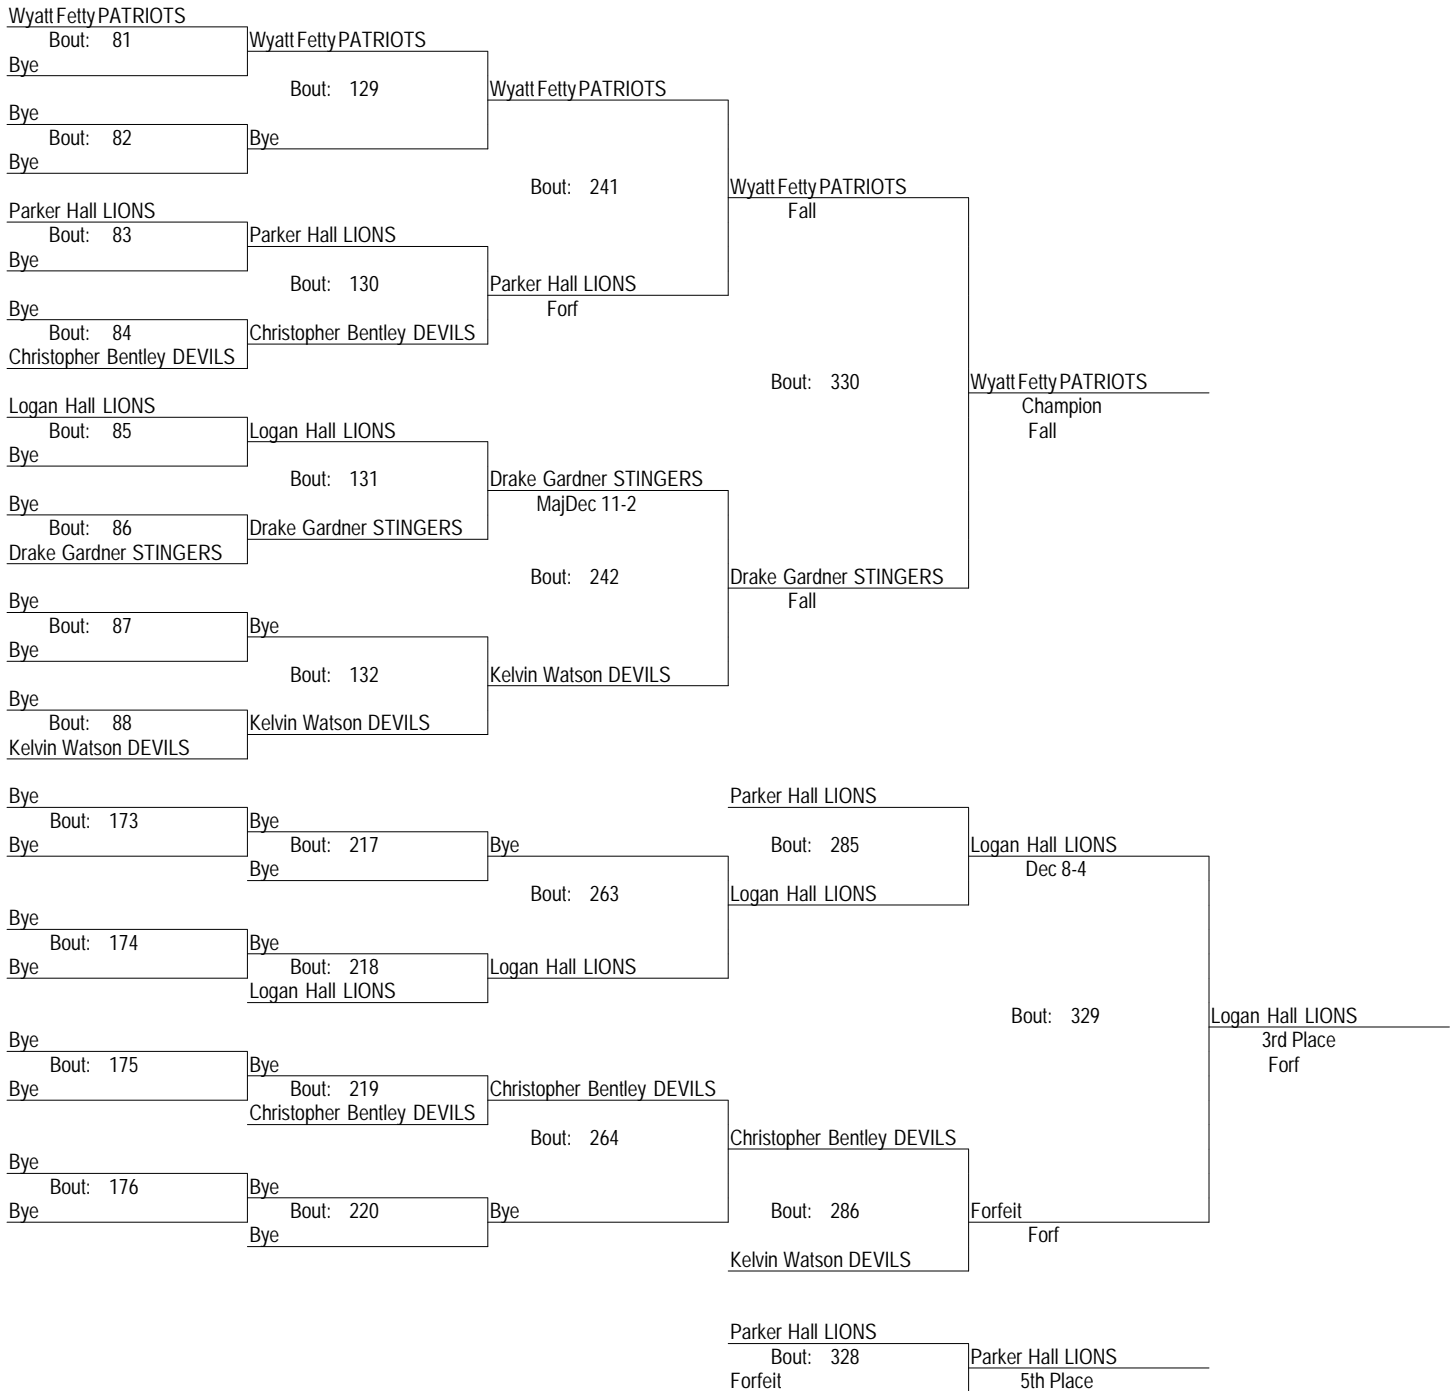 Wyatt Fetty PATRIOTS
Bout: 81 Wyatt Fetty PATRIOTS
Bye
Bout: 129 Wyatt Fetty PATRIOTS
Bye
Bout: 82 Bye
Bye
Bout: 241 Wyatt Fetty PATRIOTS
Parker Hall LIONS Fall
Bout: 83 Parker Hall LIONS
Bye
Bout: 130 Parker Hall LIONS
Bye Forf
Bout: 84 Christopher Bentley DEVILS
Christopher Bentley DEVILS
Bout: 330 Wyatt Fetty PATRIOTS
Logan Hall LIONS Champion
Bout: 85 Logan Hall LIONS Fall
Bye
Bout: 131 Drake Gardner STINGERS
Bye MajDec 11-2
Bout: 86 Drake Gardner STINGERS
Drake Gardner STINGERS
Bout: 242 Drake Gardner STINGERS
Bye Fall
Bout: 87 Bye
Bye
Bout: 132 Kelvin Watson DEVILS
Bye
Bout: 88 Kelvin Watson DEVILS
Kelvin Watson DEVILS
Bye Parker Hall LIONS
Bout: 173 Bye
Bye Bout: 217 Bye Bout: 285 Logan Hall LIONS
Bye Dec 8-4
Bout: 263 Logan Hall LIONS
Bye
Bout: 174 Bye
Bye Bout: 218 Logan Hall LIONS
Logan Hall LIONS
Bout: 329 Logan Hall LIONS
Bye 3rd Place
Bout: 175 Bye Forf
Bye Bout: 219 Christopher Bentley DEVILS
Christopher Bentley DEVILS
Bout: 264 Christopher Bentley DEVILS
Bye
Bout: 176 Bye
Bye Bout: 220 Bye Bout: 286 Forfeit
Bye Forf
Kelvin Watson DEVILS
Parker Hall LIONS
Bout: 328 Parker Hall LIONS
Forfeit 5th Place